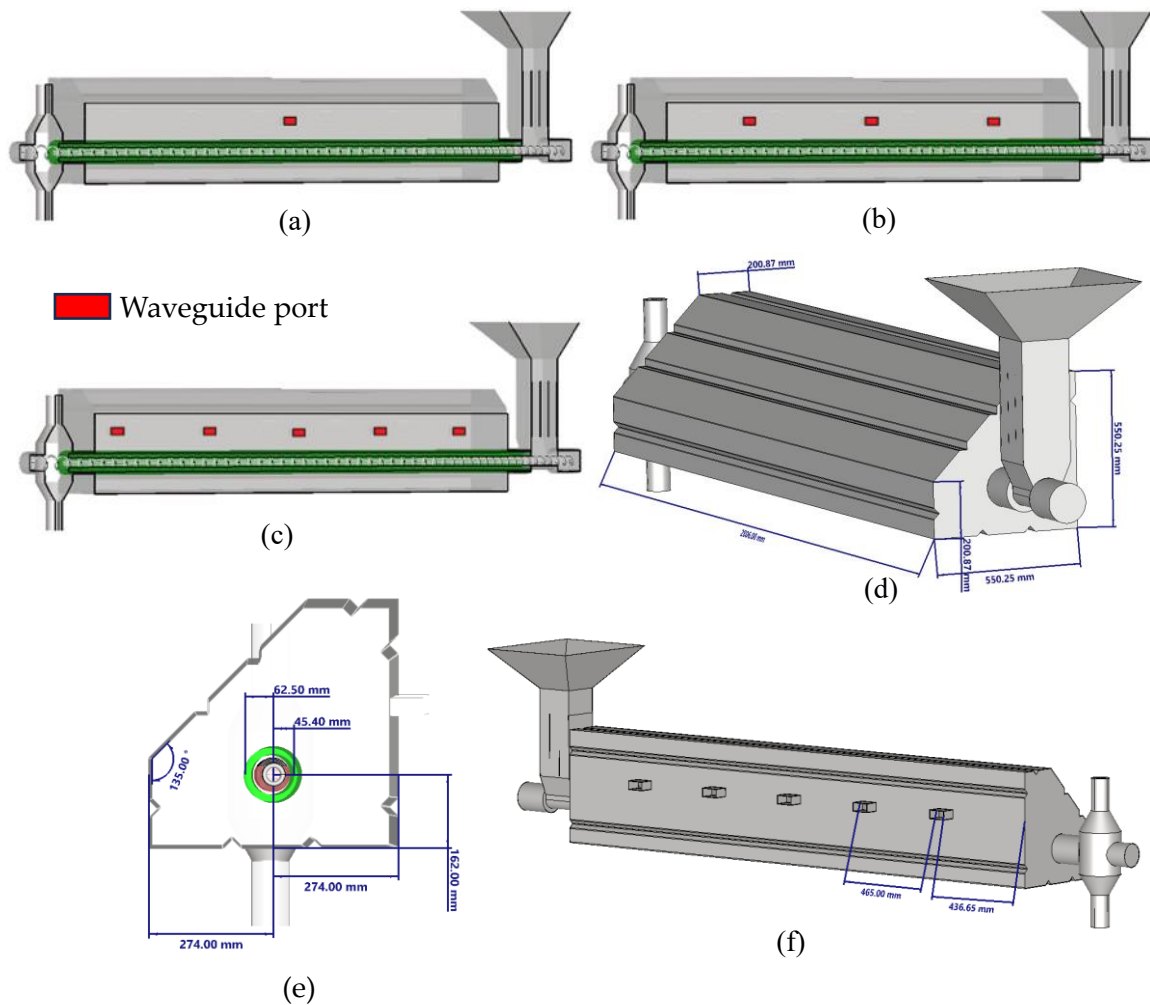 (a)
(b)
Waveguide port
(c)
200.87 mm
550.25 mm
200.87 mm
550.25 mm
(d)
62.50 mm
45.40 mm
135.00 °
162.00 mm
274.00 mm
274.00 mm
(e)
465.00 mm
436.65 mm
(f)